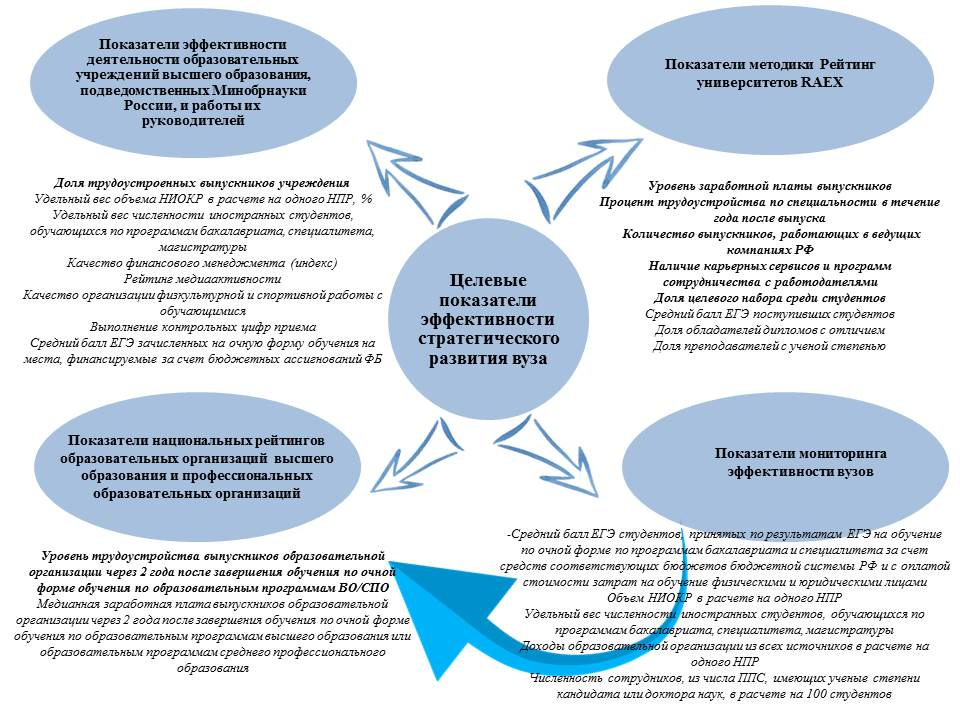 Показатели эффективности
деятельности образовательных
учреждений высшего образования,
подведомственных Минобрнауки
России, и работы их
руководителей
Доля трудоустроенных выпускников учреждения
Удельный вес объема НИОКР в расчете на одного НПР, %
Удельный вес численности иностранных студентов,
обучающихся по программам бакалавриата, специалитета,
магистратуры
Качество финансового менеджмента (индекс)
Рейтинг медиаактивности
Качество организации физкультурной и спортивной работы с
обучающимися
Выполнение контрольных цифр приема
Средний балл ЕГЭ зачисленных на очную форму обучения на
места, финансируемые за счет бюджетных ассигнований ФБ
Показатели методики Рейтинг
университетов RAEX
Уровень заработной платы выпускников
Процент трудоустройства по специальности в течение
года после выпуска
Количество выпускников, работающих в ведущих
компаниях РФ
Наличие карьерных сервисов и программ
сотрудничества с работодателями
Доля целевого набора среди студентов
Средний балл ЕГЭ поступивших студентов
Доля обладателей дипломов с отличием
Доля преподавателей с ученой степенью
Целевые
показатели
эффективности
стратегического
развития вуза
Показатели национальных рейтингов
образовательных организаций высшего
образования и профессиональных
образовательных организаций
Уровень трудоустройства выпускников образовательной
организации через 2 года после завершения обучения по очной
форме обучения по образовательным программам ВО/СПО
Медианная заработная плата выпускников образовательной
организации через 2 года после завершения обучения по очной форме
обучения по образовательным программам высшего образования или
образовательным программам среднего профессионального
образования
Показатели мониторинга
эффективности вузов
-Средний балл ЕГЭ студентов, принятых по результатам ЕГЭ на обучение
по очной форме по программам бакалавриата и специалитета за счет
средств соответствующих бюджетов бюджетной системы РФ и с оплатой
стоимости затрат на обучение физическими и юридическими лицами
Объем НИОКР в расчете на одного НПР
Удельный вес численности иностранных студентов, обучающихся по
программам бакалавриата, специалитета, магистратуры
Доходы образовательной организации из всех источников в расчете на
одного НПР
Численность сотрудников, из числа ППС, имеющих ученые степени
кандидата или доктора наук, в расчете на 100 студентов